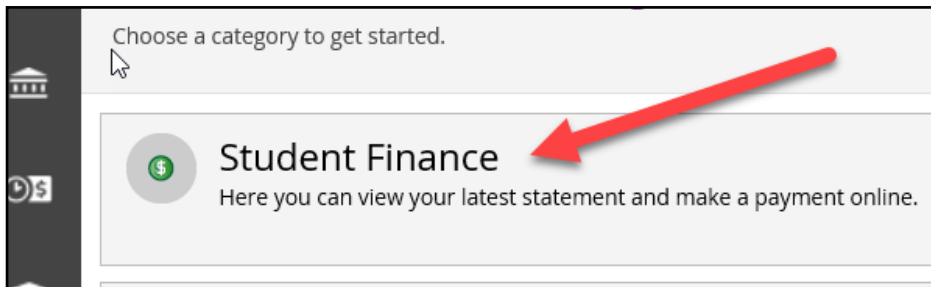 Choose a category to get started.
Student Finance
Here you can view your latest statement and make a payment online.